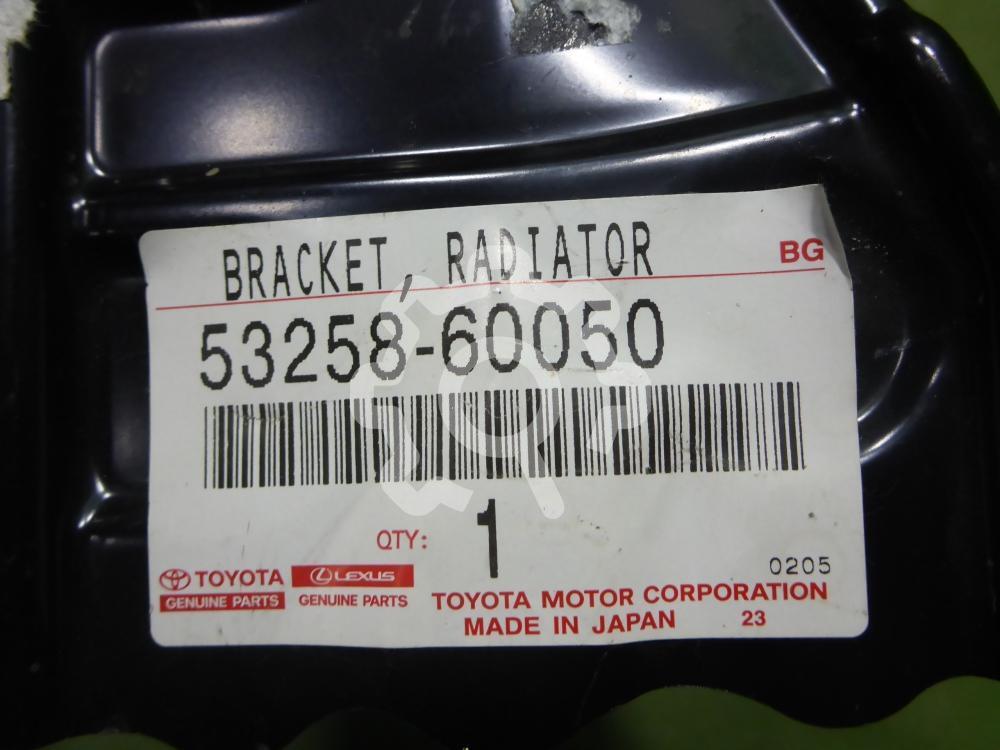 BRACKET, RADIATOR BG
53258-60050
QTY: 1
0205
TOYOTA LEXUS
GENUINE PARTS GENUINE PARTS
TOYOTA MOTOR CORPORATION
MADE IN JAPAN 23